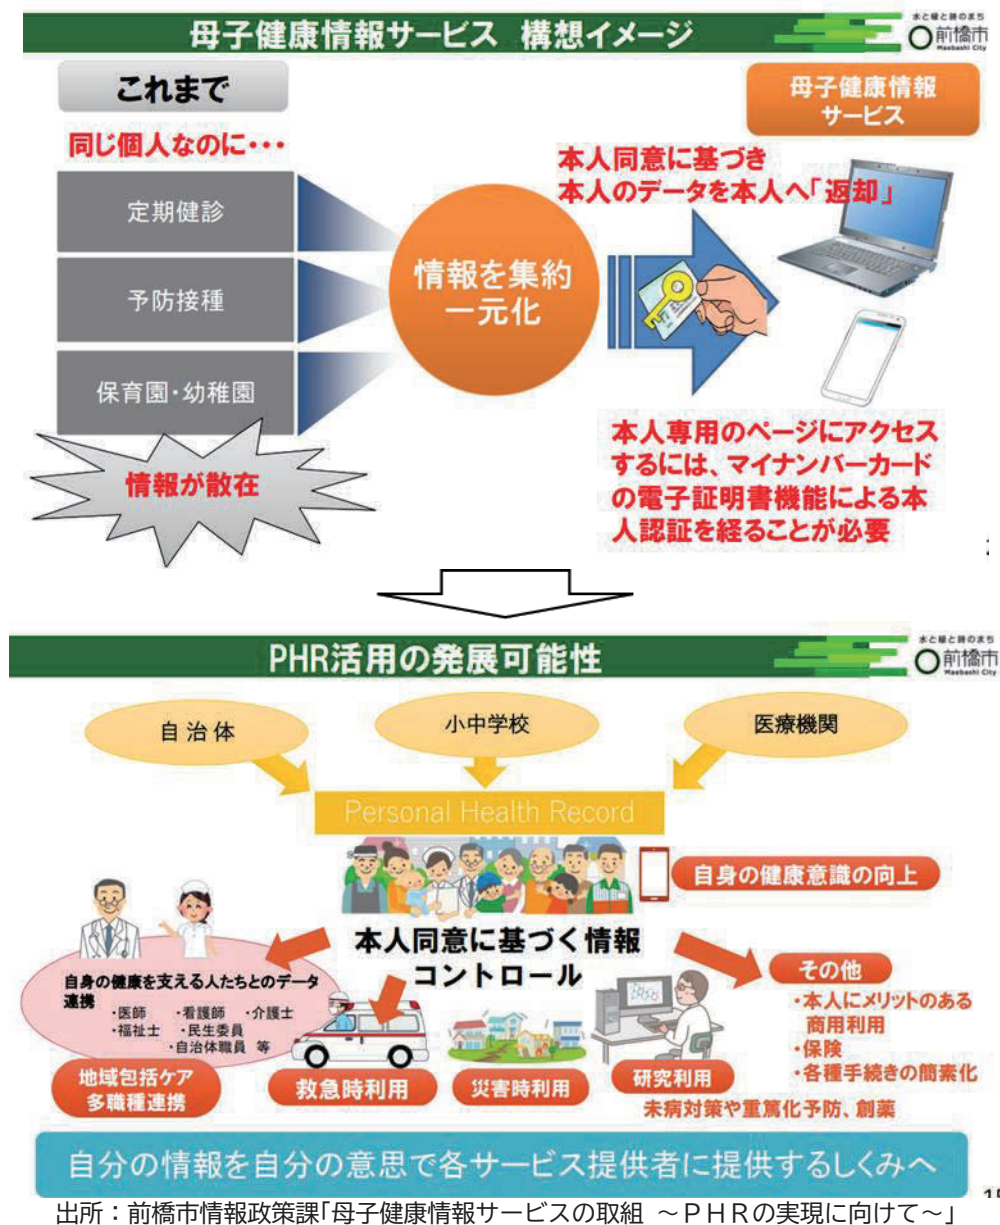 母子健康情報サービス 構想イメージ
水と緑と詩のまち
前橋市
Maebashi City
これまで
母子健康情報
サービス
同じ個人なのに・・・
定期健診
予防接種
保育園・幼稚園
情報が散在
情報を集約
一元化
本人同意に基づき
本人のデータを本人へ「返却」
本人専用のページにアクセス
するには、マイナンバーカード
の電子証明書機能による本
人認証を経ることが必要
PHR活用の発展可能性
水と緑と詩のまち
前橋市
Maebashi City
自治体
小中学校
医療機関
Personal Health Record
自身の健康意識の向上
本人同意に基づく情報
コントロール
自身の健康を支える人たちとのデータ
連携
・医師 ・看護師 ・介護士
・福祉士 ・民生委員
・自治体職員 等
地域包括ケア
多職種連携
救急時利用
災害時利用
研究利用
未病対策や重篤化予防、創薬
その他
・本人にメリットのある
商用利用
・保険
・各種手続きの簡素化
自分の情報を自分の意思で各サービス提供者に提供するしくみへ
出所：前橋市情報政策課「母子健康情報サービスの取組 ～ＰＨＲの実現に向けて～」